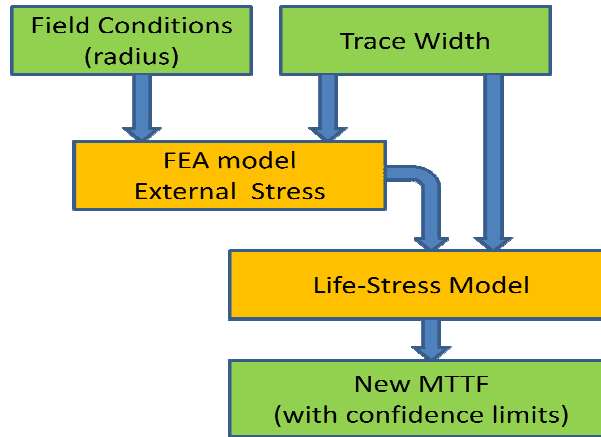 Field Conditions
(radius)
Trace Width
FEA model
External Stress
Life-Stress Model
New MTTF
(with confidence limits)